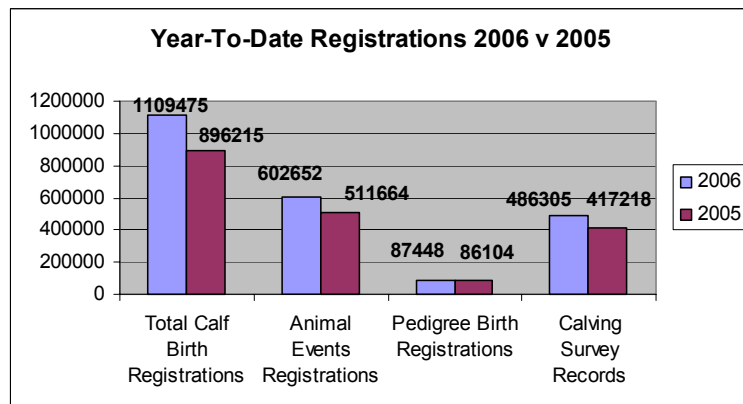 Year-To-Date Registrations 2006 v 2005
1200000
1000000
800000
600000
400000
200000
0
1109475
896215
602652
511664
87448
86104
486305
417218
Total Calf
Birth
Registrations
Animal
Events
Registrations
Pedigree Birth
Registrations
Calving
Survey
Records
2006
2005